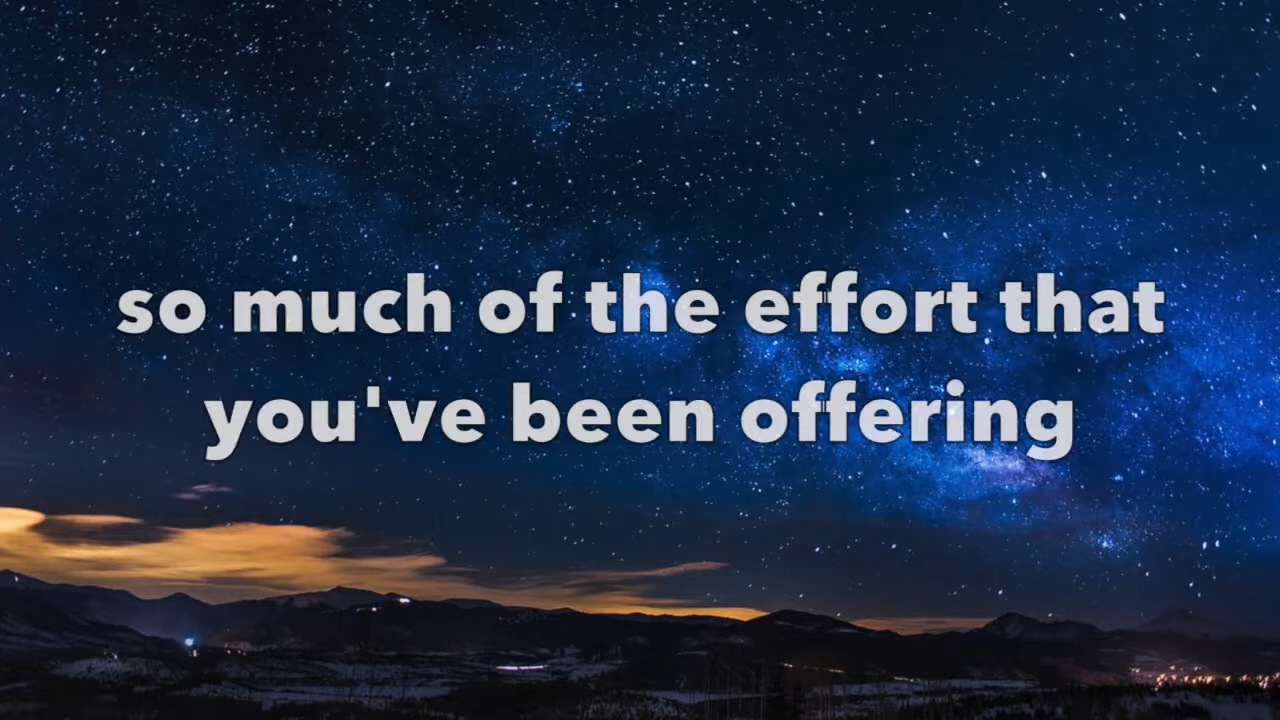 so much of the effort that
you've been offering